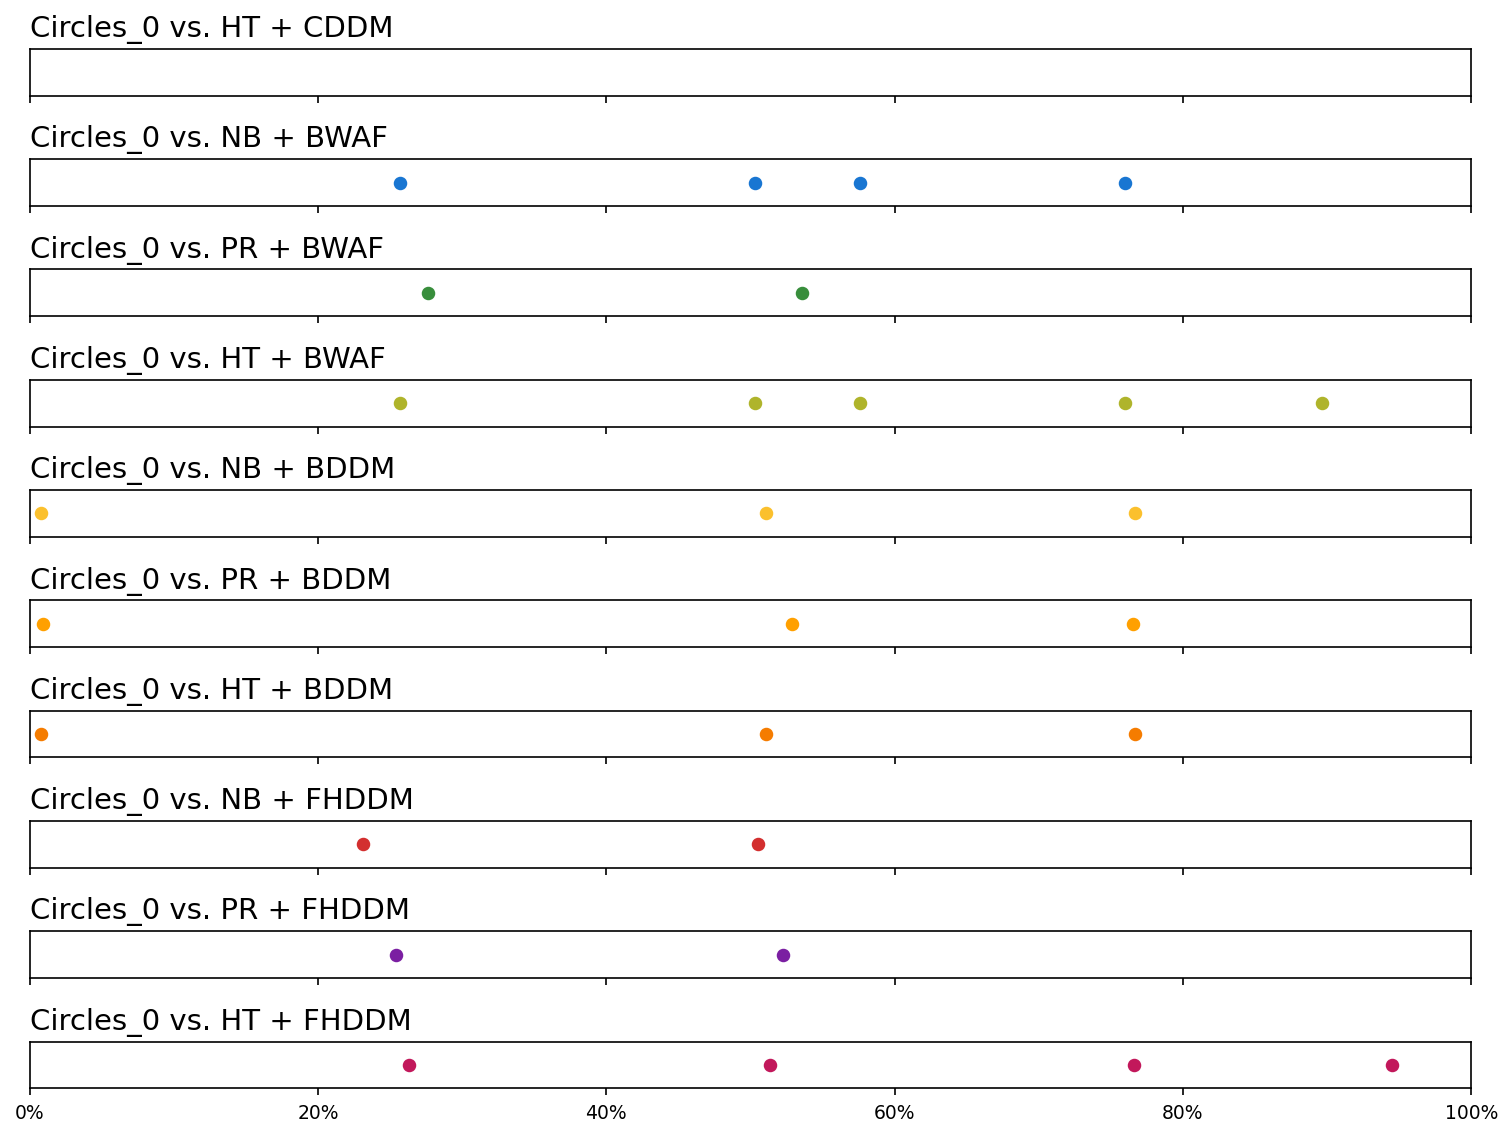 Circles_0 vs. HT + CDDM
Circles_0 vs. NB + BWAF
Circles_0 vs. PR + BWAF
Circles_0 vs. HT + BWAF
Circles_0 vs. NB + BDDM
Circles_0 vs. PR + BDDM
Circles_0 vs. HT + BDDM
Circles_0 vs. NB + FHDDM
Circles_0 vs. PR + FHDDM
Circles_0 vs. HT + FHDDM
0% 20% 40% 60% 80% 100%